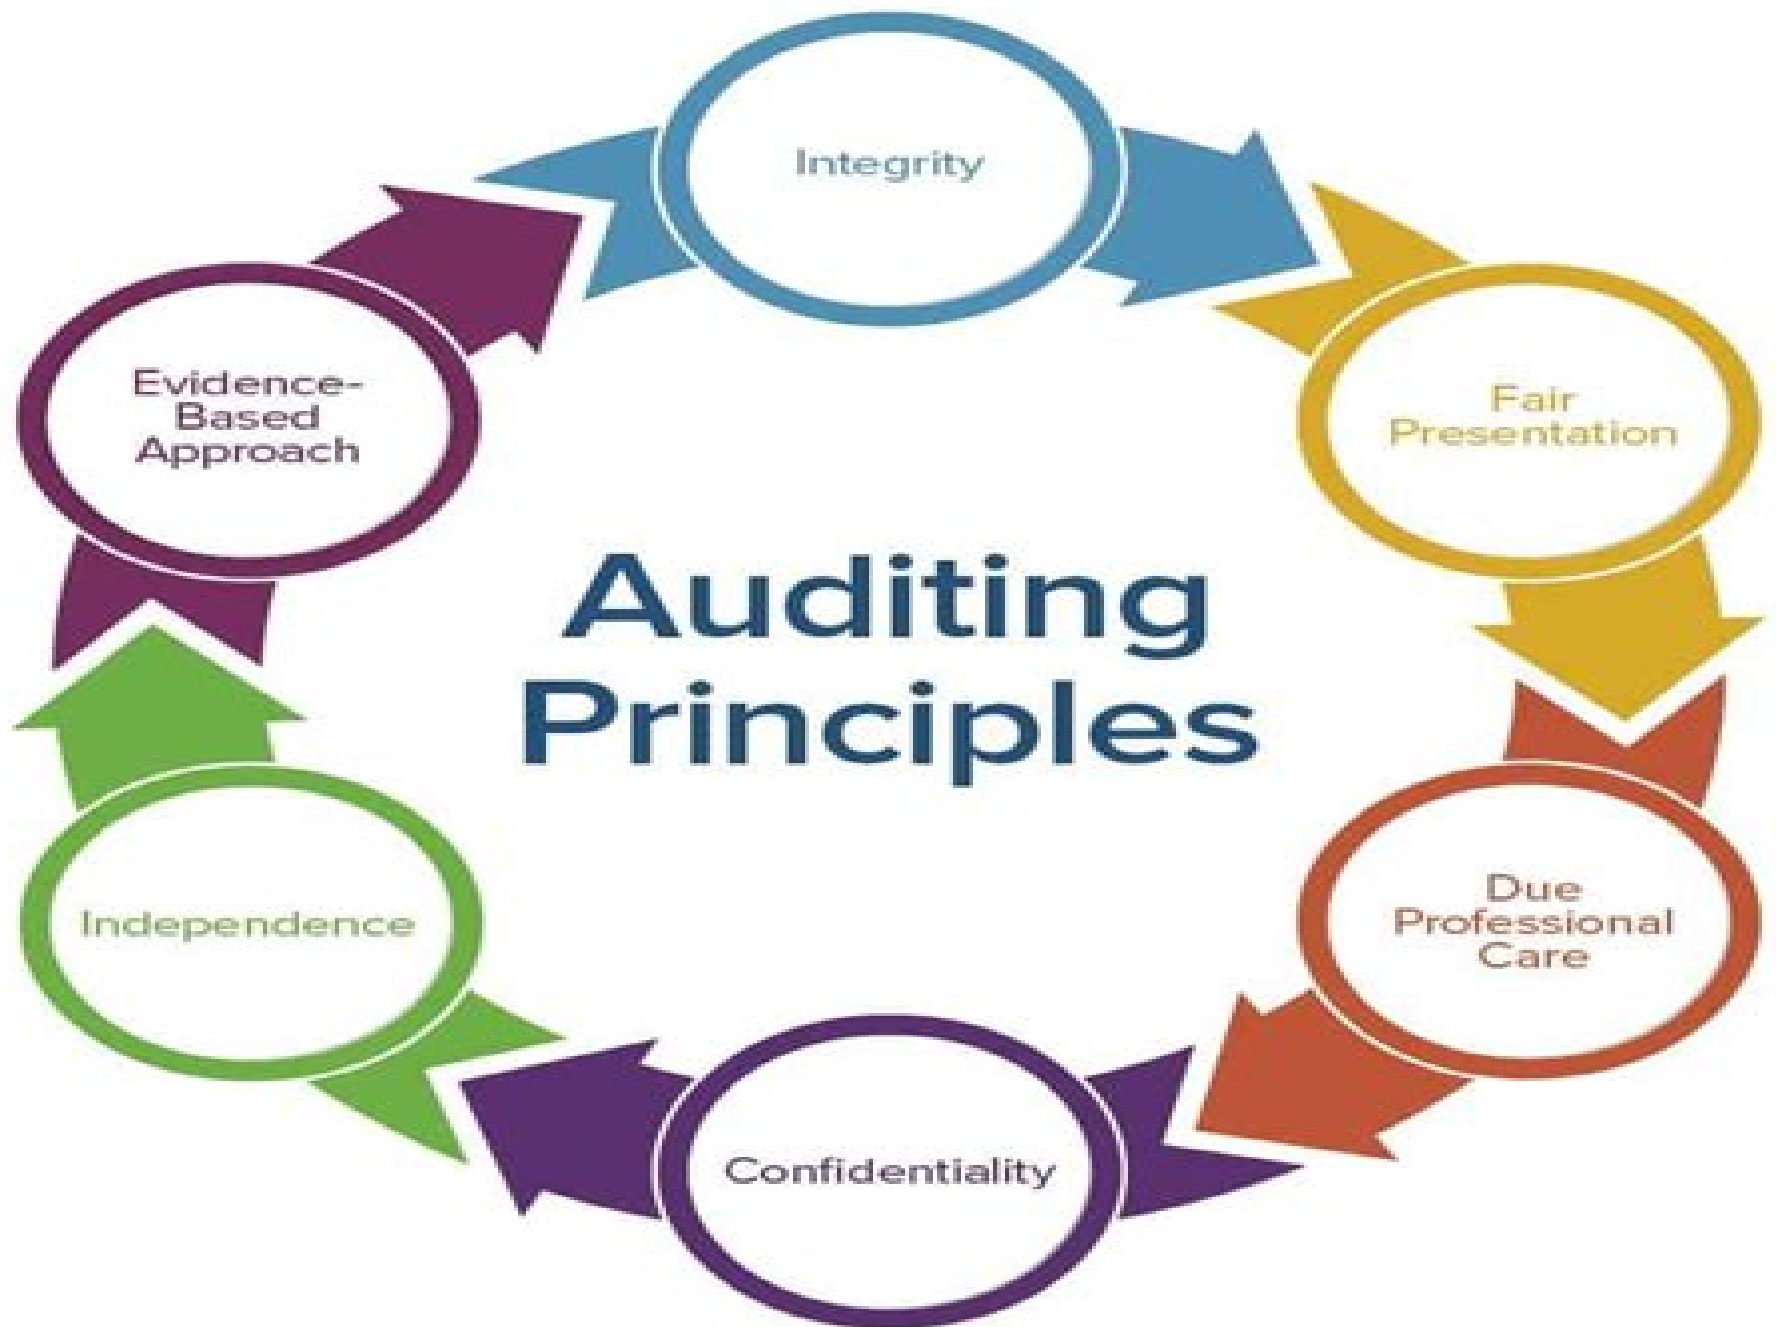 Integrity
Fair
Presentation
Due
Professional
Care
Confidentiality
Independence
Evidence-
Based
Approach
Auditing
Principles